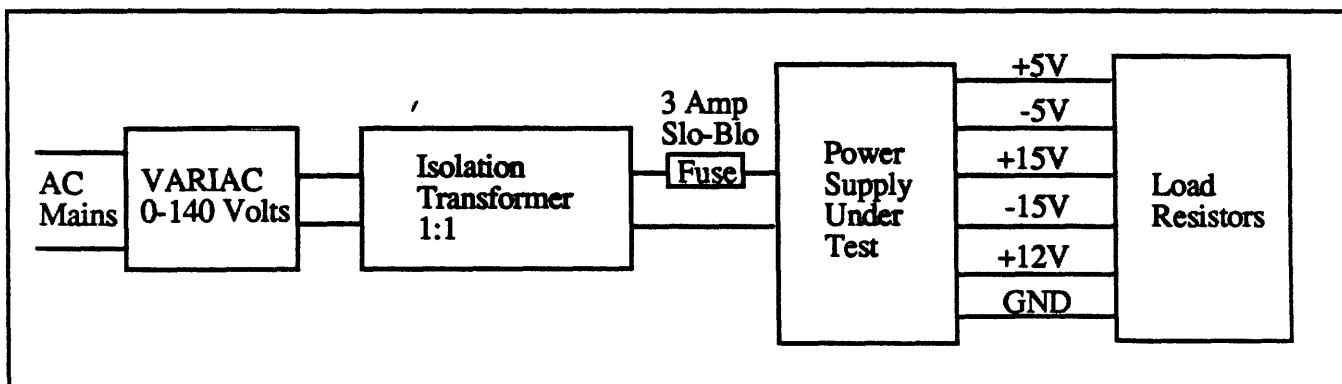 AC
Mains
VARIAC
0-140 Volts
Isolation
Transformer
1:1
3 Amp
Slo-Blo
Fuse
Power
Supply
Under
Test
+5V
-5V
+15V
-15V
+12V
GND
Load
Resistors